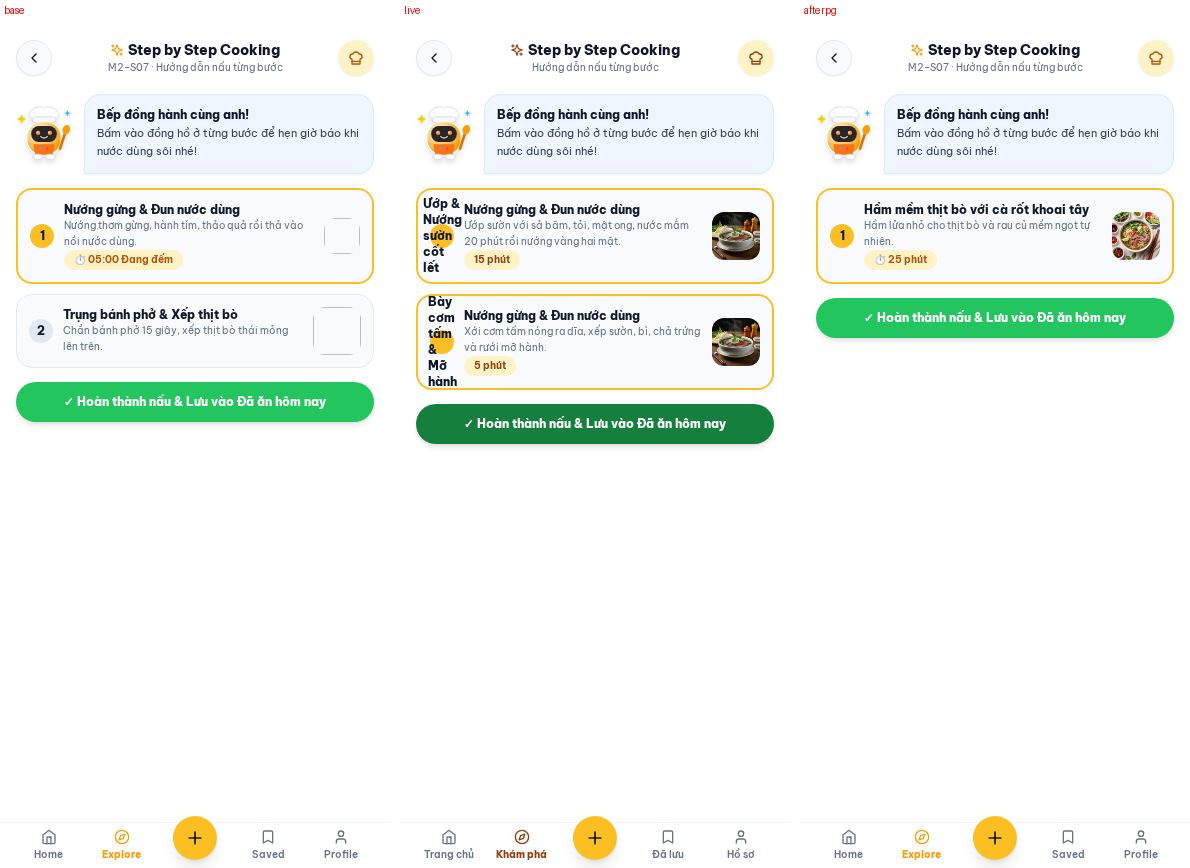 base
Step by Step Cooking
M2-S07 · Hướng dẫn nấu từng bước
Bếp đồng hành cùng anh!
Bấm vào đồng hồ ở từng bước để hẹn giờ báo khi
nước dùng sôi nhé!
1
Nướng gừng & Đun nước dùng
Nướng thơm gừng, hành tím, thảo quả rồi thả vào
nồi nước dùng.
⏱ 05:00 Đang đếm
2
Trụng bánh phở & Xếp thịt bò
Chần bánh phở 15 giây, xếp thịt bò thái mỏng
lên trên.
✓ Hoàn thành nấu & Lưu vào Đã ăn hôm nay
Home
Explore
Saved
Profile
live
Step by Step Cooking
Hướng dẫn nấu từng bước
Bếp đồng hành cùng anh!
Bấm vào đồng hồ ở từng bước để hẹn giờ báo khi
nước dùng sôi nhé!
Ướp &
Nướng
sườn
cốt
lết
Nướng gừng & Đun nước dùng
Ướp sườn với sả băm, tỏi, mật ong, nước mắm
20 phút rồi nướng vàng hai mặt.
15 phút
Bày
cơm
tấm
&
Mỡ
hành
Nướng gừng & Đun nước dùng
Xới cơm tấm nóng ra dĩa, xếp sườn, bì, chả trứng
và rưới mỡ hành.
5 phút
✓ Hoàn thành nấu & Lưu vào Đã ăn hôm nay
Trang chủ
Khám phá
Đã lưu
Hồ sơ
afterpg
Step by Step Cooking
M2-S07 · Hướng dẫn nấu từng bước
Bếp đồng hành cùng anh!
Bấm vào đồng hồ ở từng bước để hẹn giờ báo khi
nước dùng sôi nhé!
1
Hầm mềm thịt bò với cà rốt khoai tây
Hầm lửa nhỏ cho thịt bò và rau củ mềm ngọt tự
nhiên.
⏱ 25 phút
✓ Hoàn thành nấu & Lưu vào Đã ăn hôm nay
Home
Explore
Saved
Profile